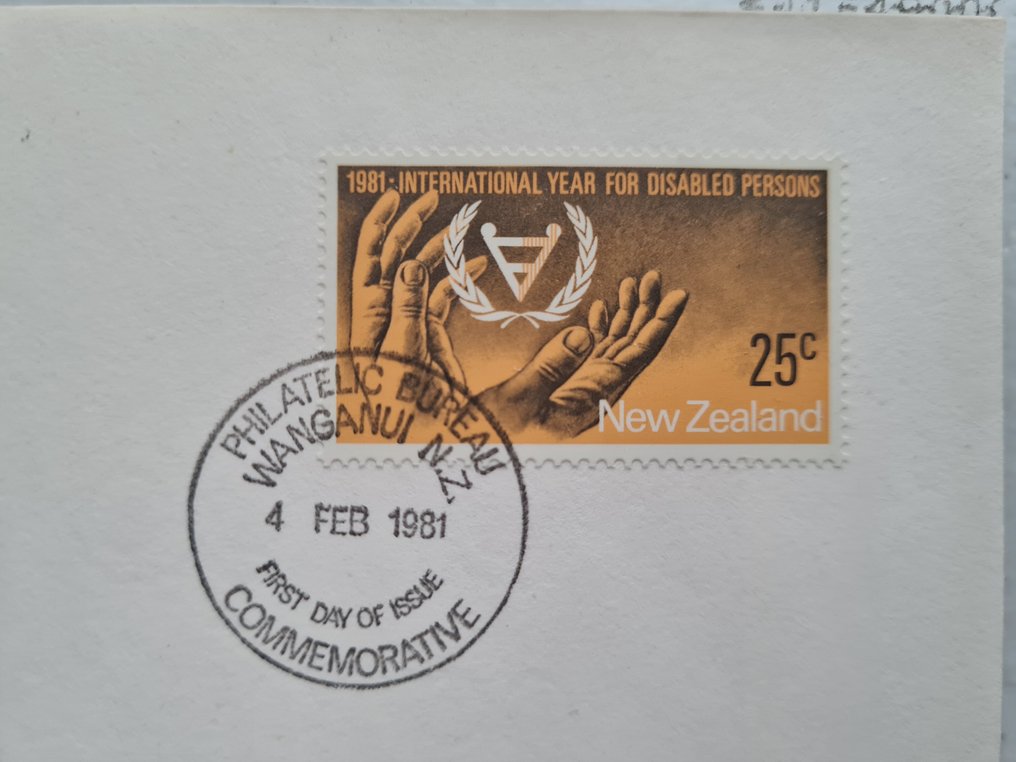 1981 · INTERNATIONAL YEAR FOR DISABLED PERSONS
25c
New Zealand
PHILATELIC BUREAU
WANGANUI N.Z.
4 FEB 1981
FIRST DAY OF ISSUE
COMMEMORATIVE